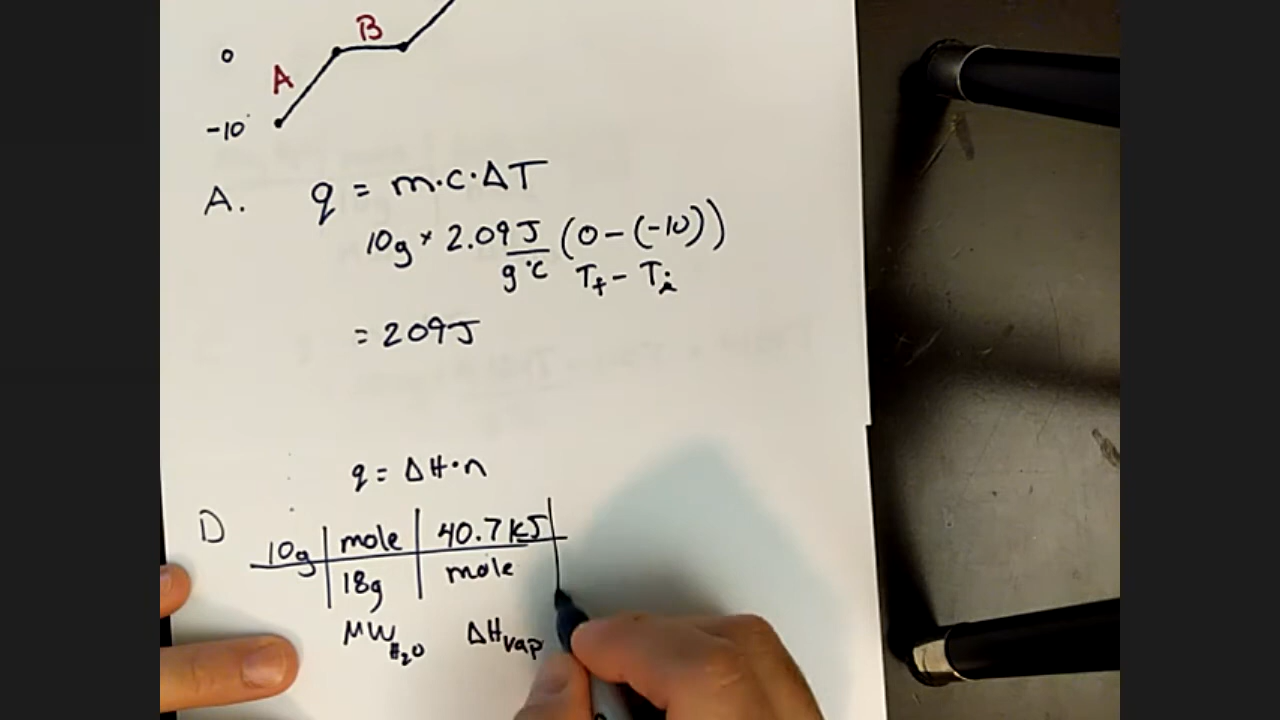 B
0
A
-10°
A. q = m·c·ΔT
10g × 2.09 J/g°C (0 - (-10))
T_f - T_i
= 209J
q = ΔH·n
D 10g | mole | 40.7 kJ
18g | mole
MW_H₂O ΔH_vap